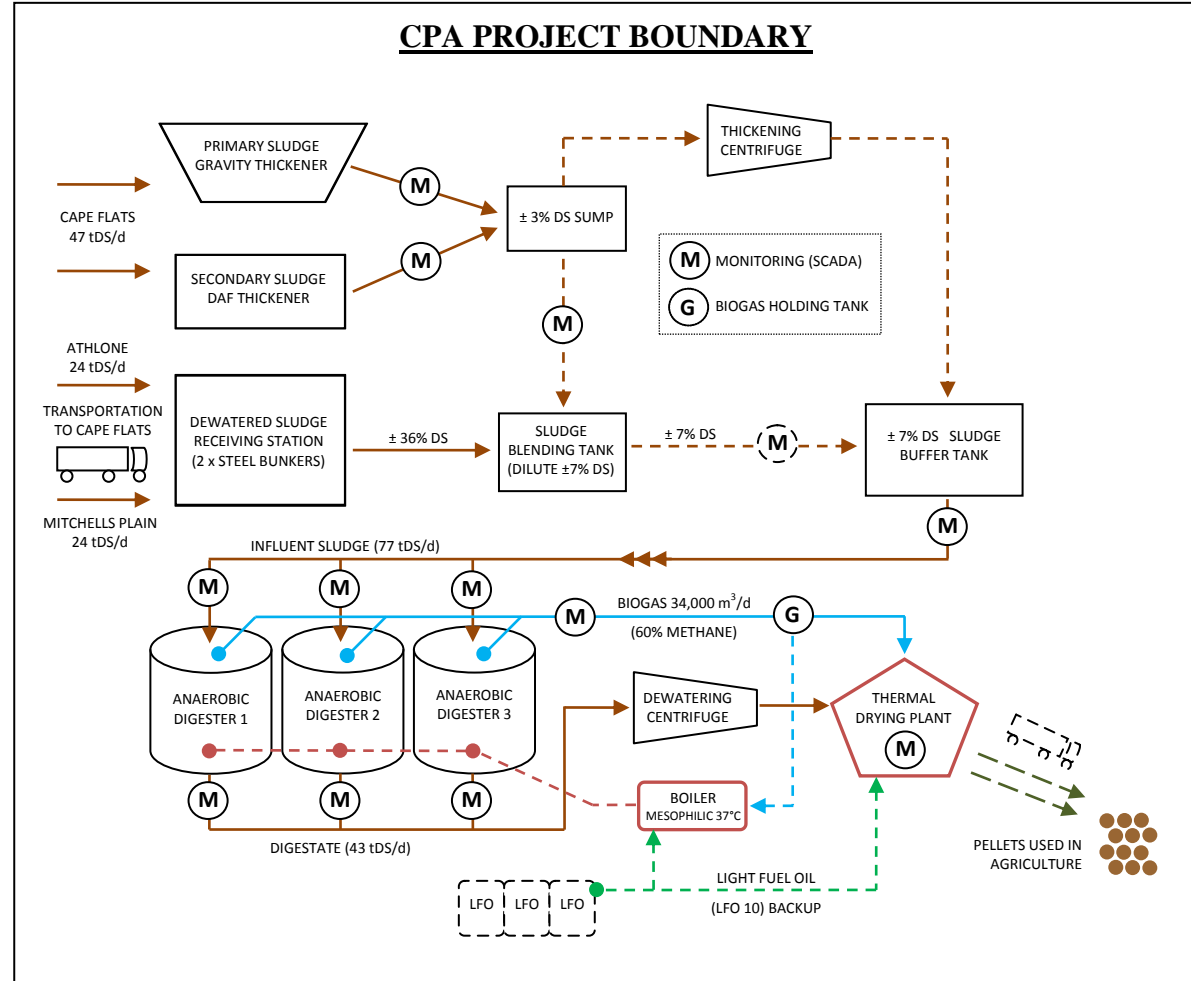 CPA PROJECT BOUNDARY
PRIMARY SLUDGE
GRAVITY THICKENER
M
CAPE FLATS
47 tDS/d
SECONDARY SLUDGE
DAF THICKENER
M
± 3% DS SUMP
THICKENING
CENTRIFUGE
M MONITORING (SCADA)
G BIOGAS HOLDING TANK
M
ATHLONE
24 tDS/d
TRANSPORTATION
TO CAPE FLATS
MITCHELLS PLAIN
24 tDS/d
DEWATERED SLUDGE
RECEIVING STATION
(2 x STEEL BUNKERS)
± 36% DS
SLUDGE
BLENDING TANK
(DILUTE ±7% DS)
± 7% DS
M
± 7% DS SLUDGE
BUFFER TANK
M
INFLUENT SLUDGE (77 tDS/d)
M
M
M
M
BIOGAS 34,000 m³/d
(60% METHANE)
G
ANAEROBIC
DIGESTER 1
ANAEROBIC
DIGESTER 2
ANAEROBIC
DIGESTER 3
DEWATERING
CENTRIFUGE
THERMAL
DRYING PLANT
M
M
M
M
BOILER
MESOPHILIC 37°C
DIGESTATE (43 tDS/d)
PELLETS USED IN
AGRICULTURE
LFO
LFO
LFO
LIGHT FUEL OIL
(LFO 10) BACKUP